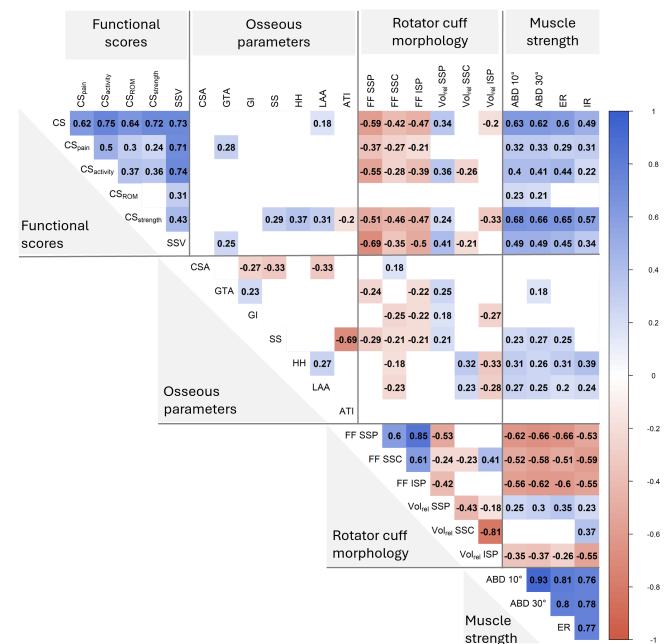 Functional scores
Osseous parameters
Rotator cuff morphology
Muscle strength
CSpain CSactivity CSROM CSstrength SSV CSA GTA GI SS HH LAA ATI FF SSP FF SSC FF ISP Volrel SSP Volrel SSC Volrel ISP ABD 10° ABD 30° ER IR
CS 0.62 0.75 0.64 0.72 0.73 0.18 -0.59 -0.42 -0.47 0.34 -0.2 0.63 0.62 0.6 0.49
CSpain 0.5 0.3 0.24 0.71 0.28 -0.37 -0.27 -0.21 0.32 0.33 0.29 0.31
CSactivity 0.37 0.36 0.74 -0.55 -0.28 -0.39 0.36 -0.26 0.4 0.41 0.44 0.22
CSROM 0.31 0.23 0.21
CSstrength 0.43 0.29 0.37 0.31 -0.2 -0.51 -0.46 -0.47 0.24 -0.33 0.68 0.66 0.65 0.57
SSV 0.25 -0.69 -0.35 -0.5 0.41 -0.21 0.49 0.49 0.45 0.34
Functional scores
CSA -0.27 -0.33 -0.33 0.18
GTA 0.23 -0.24 -0.22 0.25 0.18
GI -0.25 -0.22 0.18 -0.27
SS -0.69 -0.29 -0.21 -0.21 0.21 0.23 0.27 0.25
HH 0.27 -0.18 0.32 -0.33 0.31 0.26 0.31 0.39
LAA -0.23 0.23 -0.28 0.27 0.25 0.2 0.24
ATI
Osseous parameters
FF SSP 0.6 0.85 -0.53 -0.62 -0.66 -0.66 -0.53
FF SSC 0.61 -0.24 -0.23 0.41 -0.52 -0.58 -0.51 -0.59
FF ISP -0.42 -0.56 -0.62 -0.6 -0.55
Volrel SSP -0.43 -0.18 0.25 0.3 0.35 0.23
Volrel SSC -0.81 0.37
Volrel ISP -0.35 -0.37 -0.26 -0.55
Rotator cuff morphology
ABD 10° 0.93 0.81 0.76
ABD 30° 0.8 0.78
ER 0.77
Muscle strength
1
0.8
0.6
0.4
0.2
0
-0.2
-0.4
-0.6
-0.8
-1